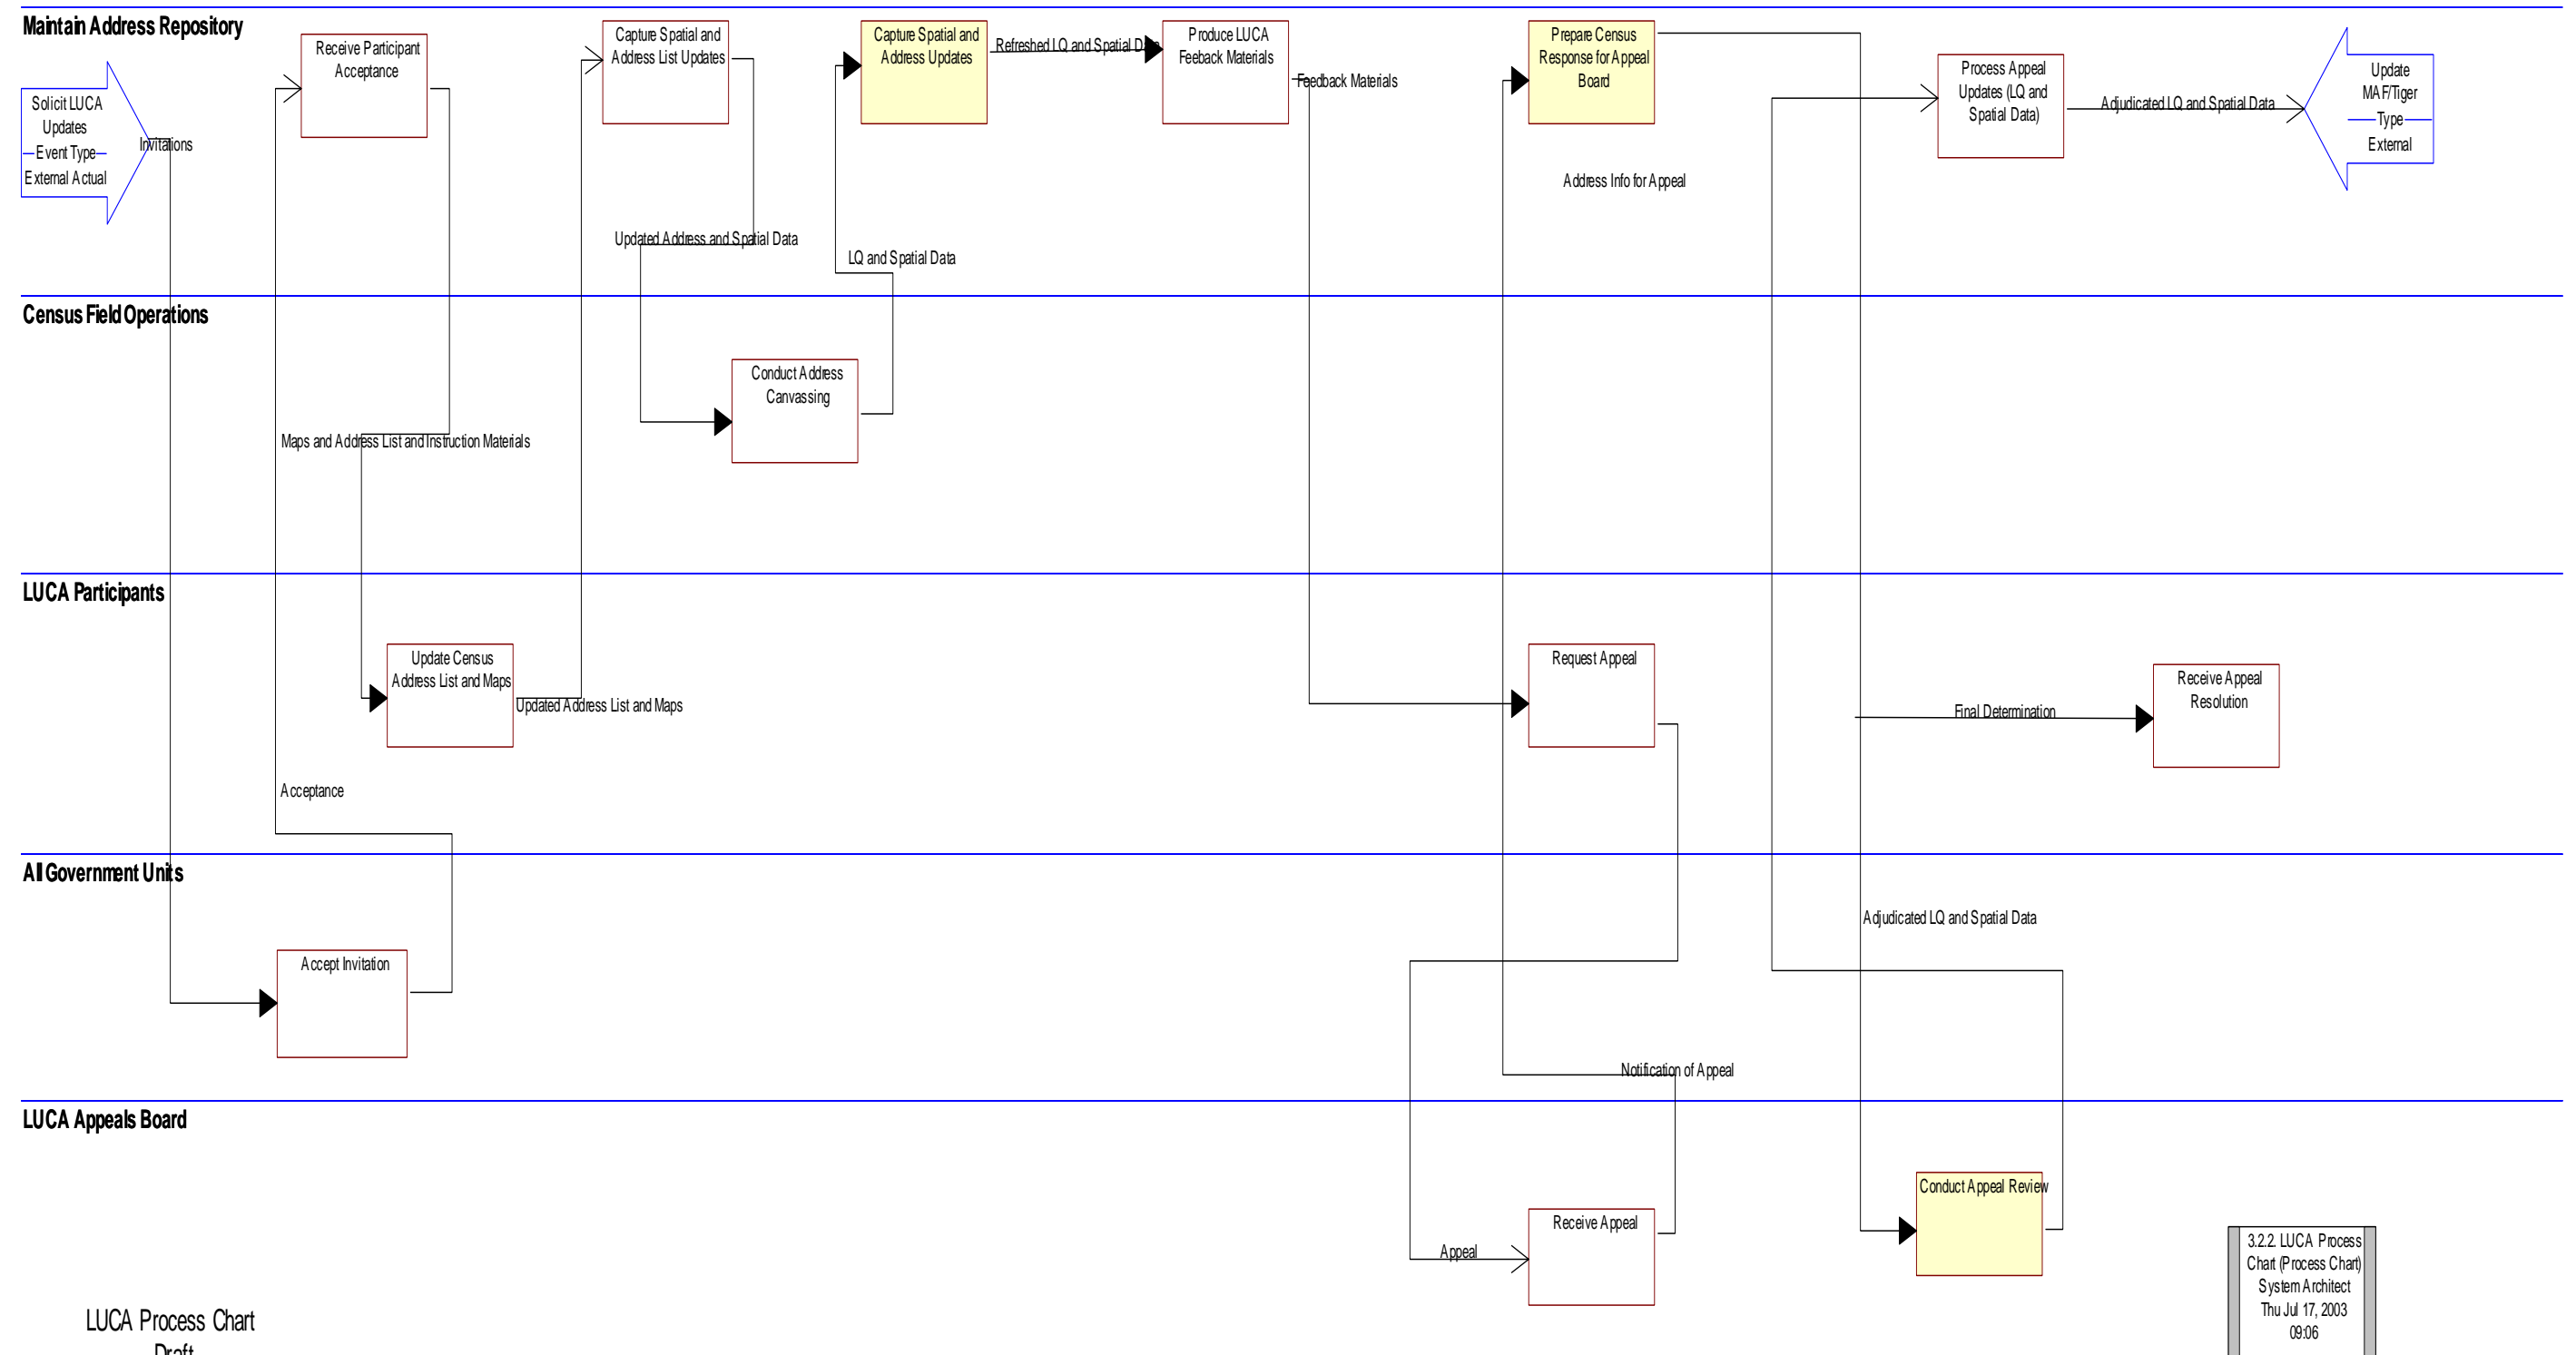 Maintain Address Repository
Solicit LUCA
Updates
Event Type
External Actual
Invitations
Receive Participant
Acceptance
Capture Spatial and
Address List Updates
Capture Spatial and
Address Updates
Refreshed LQ and Spatial Data
Produce LUCA
Feeback Materials
Feedback Materials
Prepare Census
Response for Appeal
Board
Address Info for Appeal
Process Appeal
Updates (LQ and
Spatial Data)
Adjudicated LQ and Spatial Data
Update
MAF/Tiger
Type
External
Updated Address and Spatial Data
LQ and Spatial Data
Census Field Operations
Conduct Address
Canvassing
Maps and Address List and Instruction Materials
LUCA Participants
Update Census
Address List and Maps
Updated Address List and Maps
Request Appeal
Final Determination
Receive Appeal
Resolution
Acceptance
All Government Units
Accept Invitation
Adjudicated LQ and Spatial Data
Notification of Appeal
LUCA Appeals Board
Appeal
Receive Appeal
Conduct Appeal Review
3.2.2. LUCA Process
Chart (Process Chart)
System Architect
Thu Jul 17, 2003
09:06
LUCA Process Chart
Draft